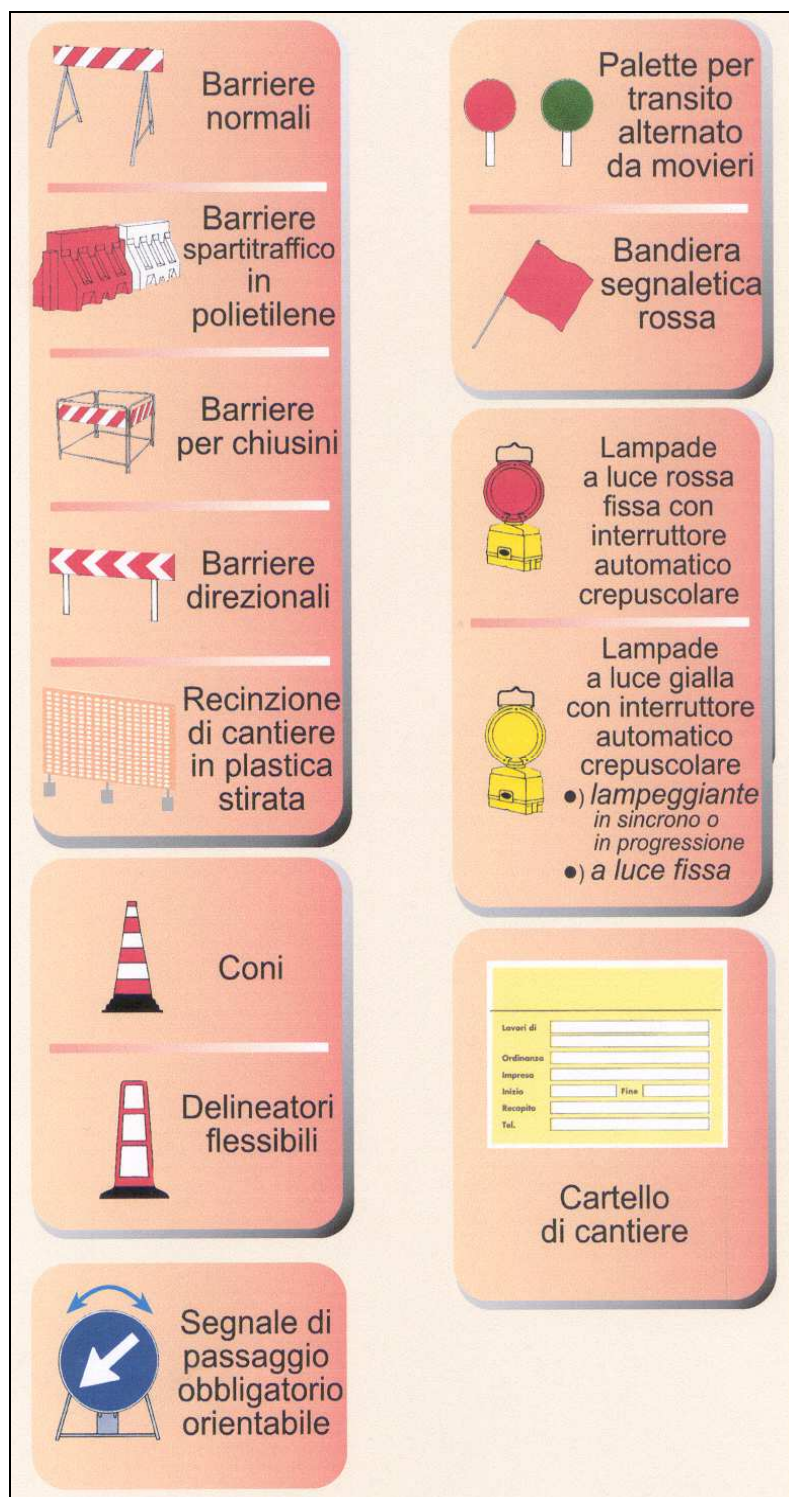 Barriere
normali
Barriere
spartitraffico
in
polietilene
Barriere
per chiusini
Barriere
direzionali
Recinzione
di cantiere
in plastica
stirata
Coni
Delineatori
flessibili
Segnale di
passaggio
obbligatorio
orientabile
Palette per
transito
alternato
da movieri
Bandiera
segnaletica
rossa
Lampade
a luce rossa
fissa con
interruttore
automatico
crepuscolare
Lampade
a luce gialla
con interruttore
automatico
crepuscolare
●) lampeggiante
in sincrono o
in progressione
●) a luce fissa
Lavori di
Ordinanza
Impresa
Inizio Fine
Recapito
Tel.
Cartello
di cantiere